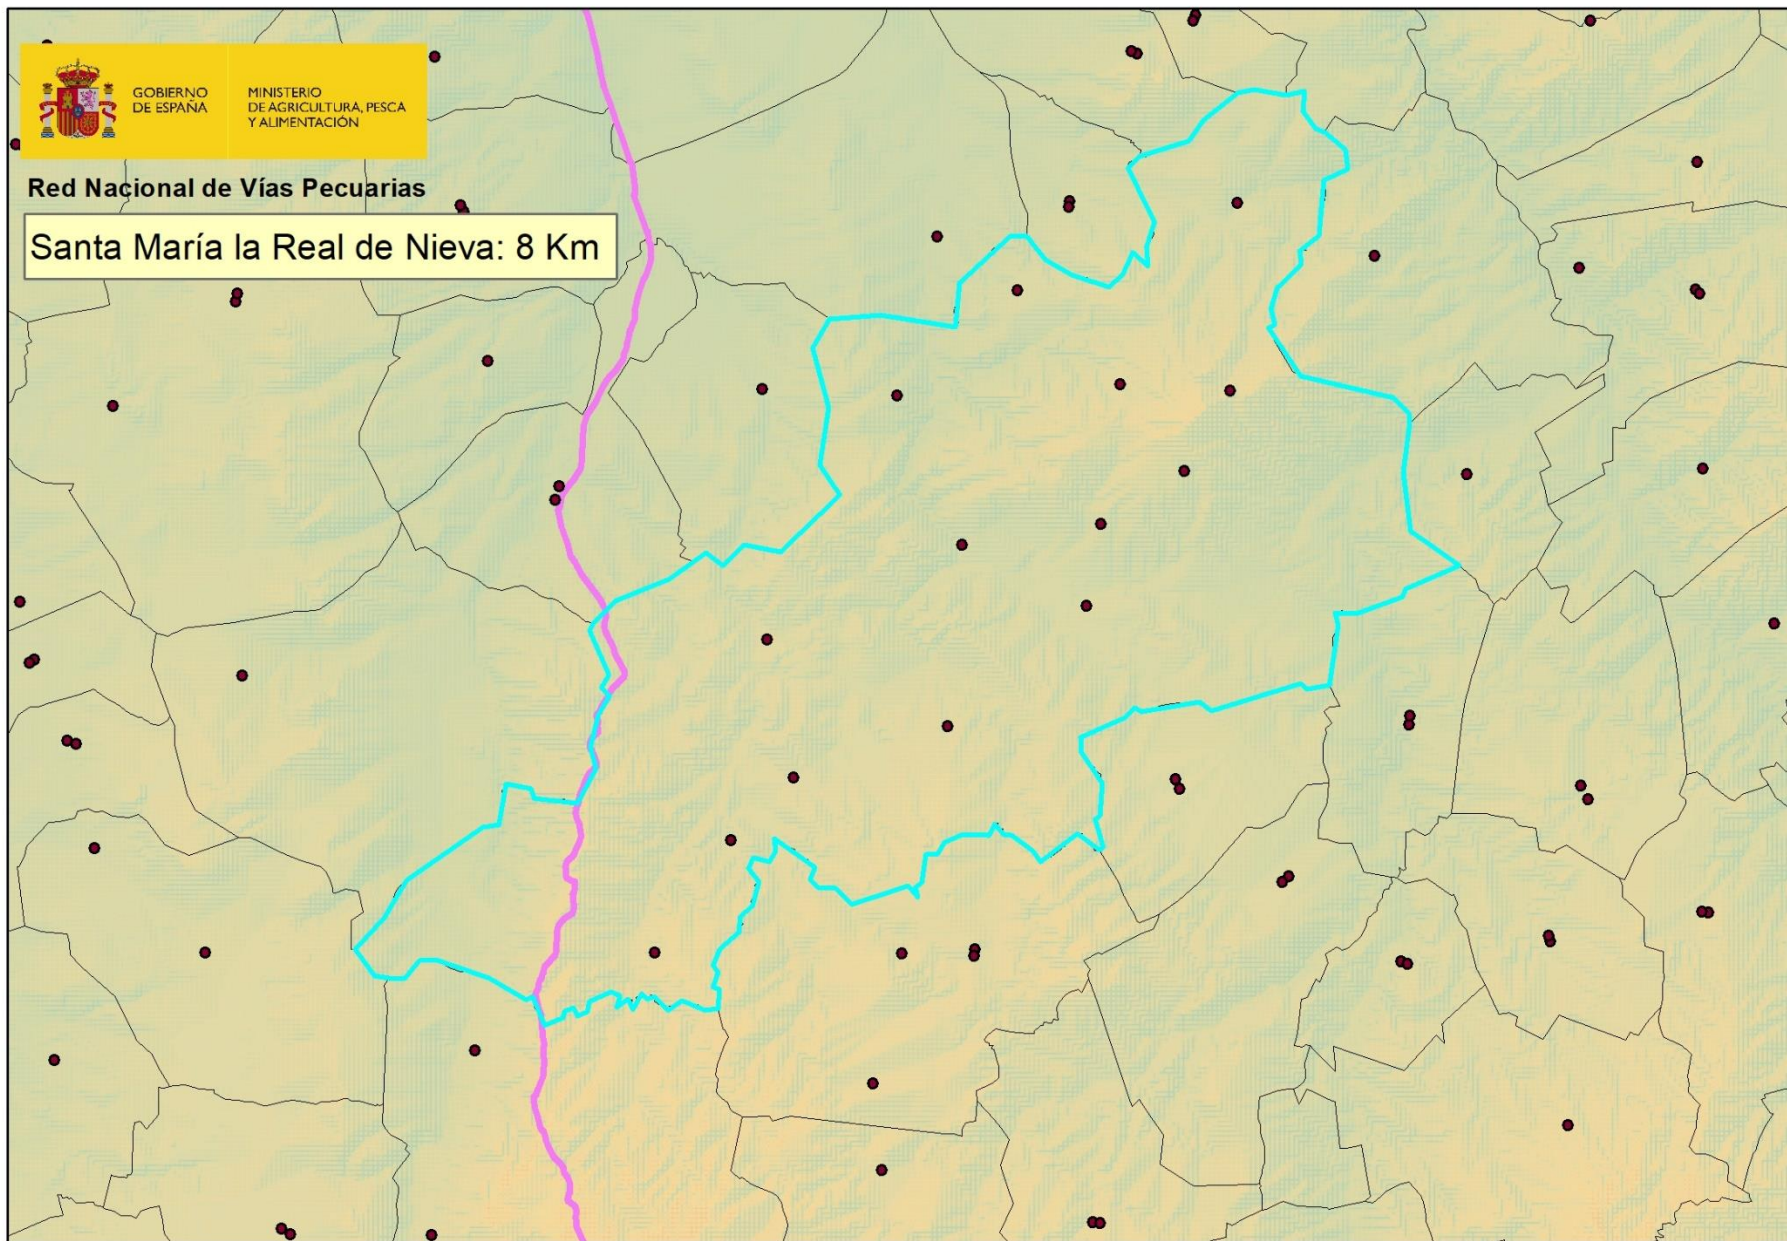 GOBIERNO
DE ESPAÑA
MINISTERIO
DE AGRICULTURA, PESCA
Y ALIMENTACIÓN
Red Nacional de Vías Pecuarias
Santa María la Real de Nieva: 8 Km